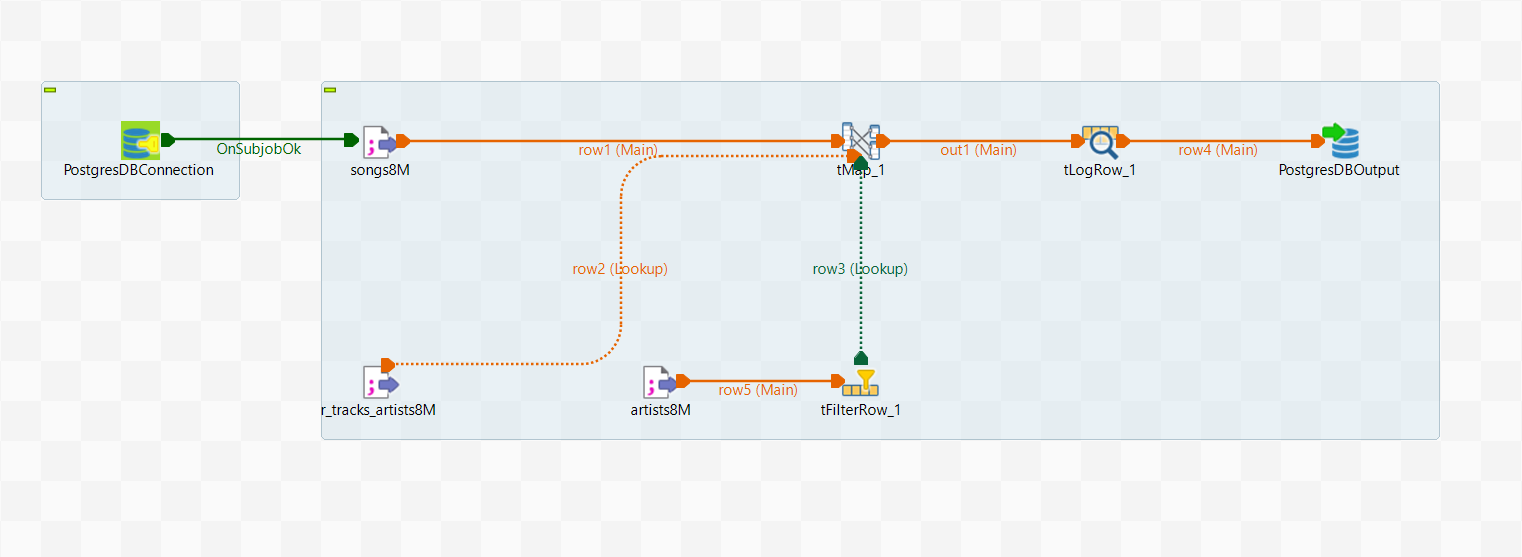 OnSubjobOk
PostgresDBConnection
songs8M
row1 (Main)
tMap_1
out1 (Main)
tLogRow_1
row4 (Main)
PostgresDBOutput
row2 (Lookup)
row3 (Lookup)
r_tracks_artists8M
artists8M
row5 (Main)
tFilterRow_1